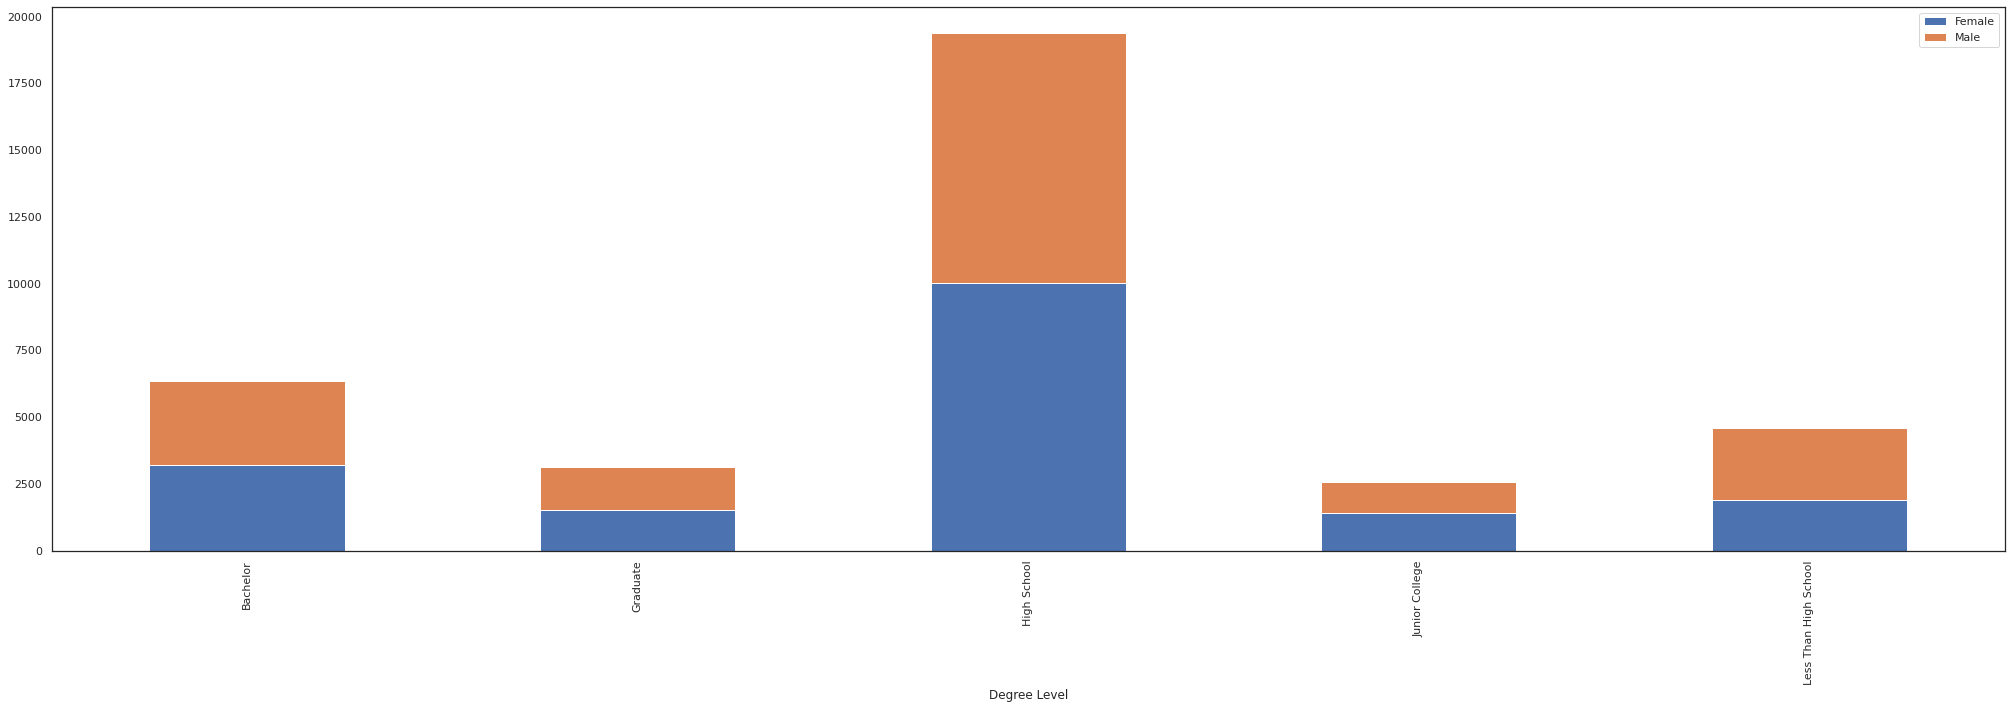 20000
17500
15000
12500
10000
7500
5000
2500
0
Female
Male
Bachelor
Graduate
High School
Junior College
Less Than High School
Degree Level